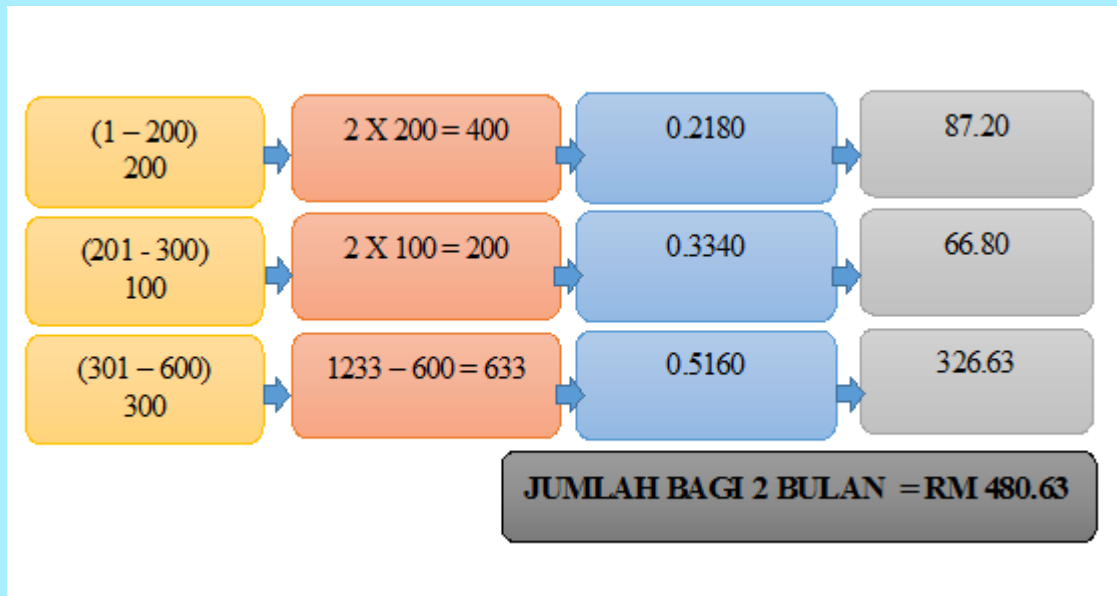 (1 – 200)
200
2 X 200 = 400
0.2180
87.20
(201 - 300)
100
2 X 100 = 200
0.3340
66.80
(301 – 600)
300
1233 – 600 = 633
0.5160
326.63
JUMLAH BAGI 2 BULAN = RM 480.63